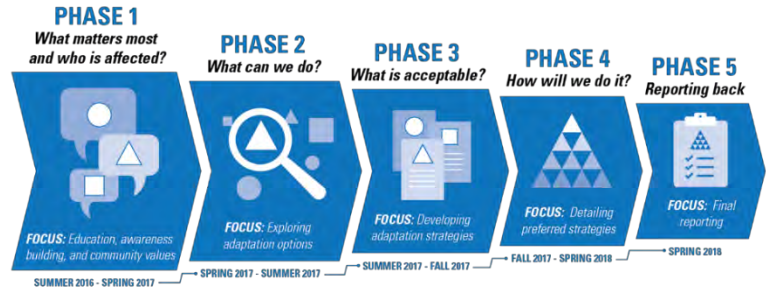 PHASE 1
What matters most
and who is affected?
FOCUS: Education, awareness
building, and community values
SUMMER 2016 - SPRING 2017
PHASE 2
What can we do?
FOCUS: Exploring
adaptation options
SPRING 2017 - SUMMER 2017
PHASE 3
What is acceptable?
FOCUS: Developing
adaptation strategies
SUMMER 2017 - FALL 2017
PHASE 4
How will we do it?
FOCUS: Detailing
preferred strategies
FALL 2017 - SPRING 2018
PHASE 5
Reporting back
FOCUS: Final
reporting
SPRING 2018